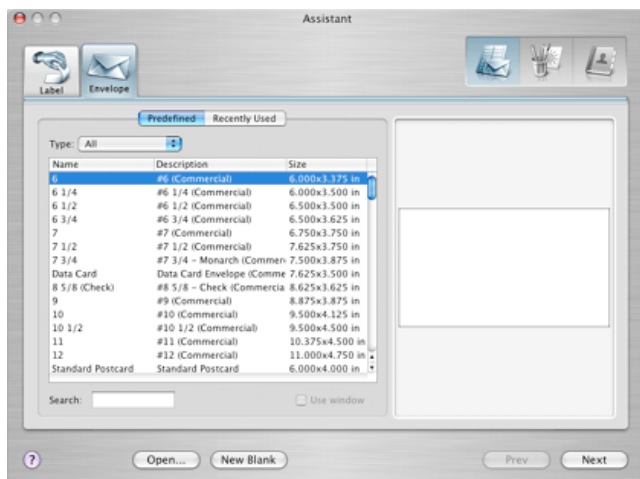 Assistant
Label Envelope
Predefined Recently Used
Type: All
Name Description Size
6 #6 (Commercial) 6.000x3.375 in
6 1/4 #6 1/4 (Commercial) 6.000x3.500 in
6 1/2 #6 1/2 (Commercial) 6.500x3.500 in
6 3/4 #6 3/4 (Commercial) 6.500x3.625 in
7 #7 (Commercial) 6.750x3.750 in
7 1/2 #7 1/2 (Commercial) 7.625x3.750 in
7 3/4 #7 3/4 - Monarch (Commer 7.500x3.875 in
Data Card Data Card Envelope (Comme 7.625x3.500 in
8 5/8 (Check) #8 5/8 - Check (Commercia 8.625x3.625 in
9 #9 (Commercial) 8.875x3.875 in
10 #10 (Commercial) 9.500x4.125 in
10 1/2 #10 1/2 (Commercial) 9.500x4.500 in
11 #11 (Commercial) 10.375x4.500 in
12 #12 (Commercial) 11.000x4.750 in
Standard Postcard Standard Postcard 6.000x4.000 in
Search: Use window
? Open... New Blank Prev Next